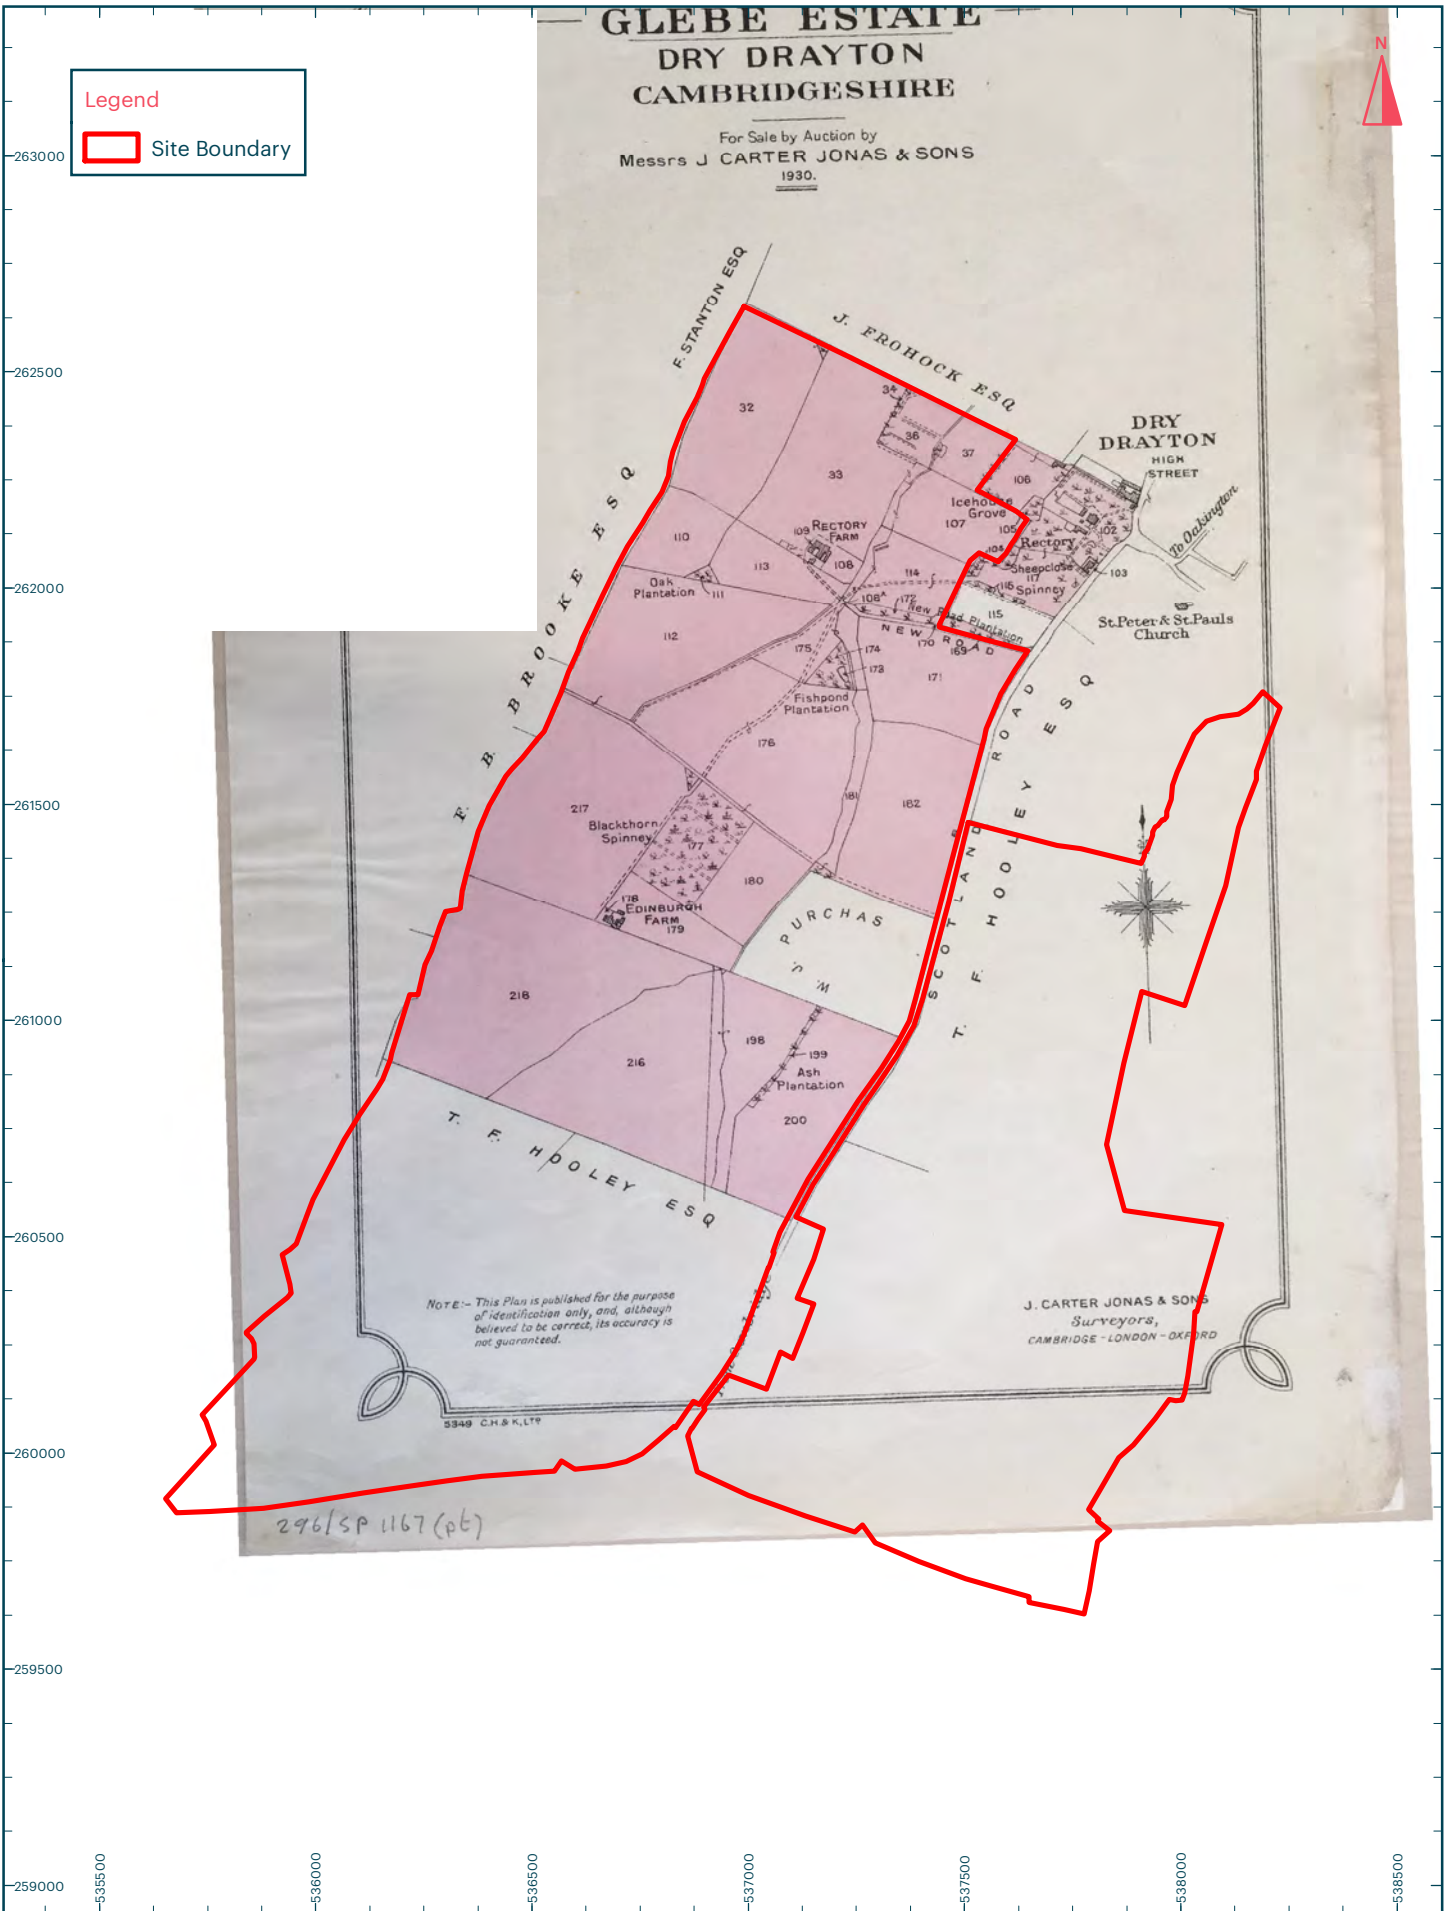 GLEBE ESTATE
DRY DRAYTON
CAMBRIDGESHIRE
For Sale by Auction by
Messrs J CARTER JONAS & SONS
1930.
N
Legend
Site Boundary
263000
262500
262000
261500
261000
260500
260000
259500
259000
535500
536000
536500
537000
537500
538000
538500
F. STANTON ESQ
J. FROHOCK ESQ
E. B. BROOKE ESQ
DRY
DRAYTON
HIGH
STREET
To Oakington
32
34
36
37
33
106
Icehouse
Grove
107
105
102
Rectory
104
Sheepclose
117
Spinney
116
103
115
St. Peter & St. Pauls
Church
109
RECTORY
FARM
108
110
113
114
Oak
Plantation
111
108A
172
New Road Plantation
NEW ROAD
170
169
112
175
174
173
171
Fishpond
Plantation
176
181
182
217
Blackthorn
Spinney
177
180
178
EDINBURGH
FARM
179
W. J. PURCHAS
SCOTLAND ROAD
T. F. HOOLEY ESQ
218
216
198
199
Ash
Plantation
200
T. F. HOOLEY ESQ
NOTE:- This Plan is published for the purpose
of identification only, and, although
believed to be correct, its accuracy is
not guaranteed.
J. CARTER JONAS & SONS
Surveyors,
CAMBRIDGE - LONDON - OXFORD
5349 C.H. & K, LTD
296/SP 1167 (pt)